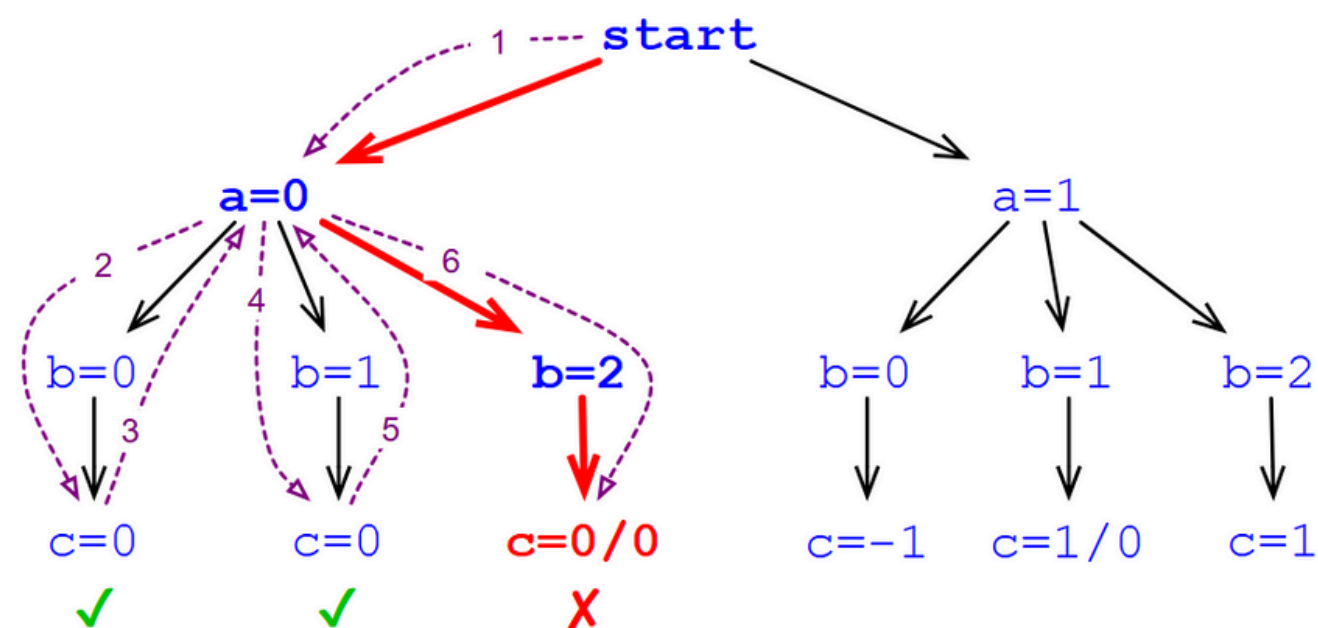 1 start
a=0 a=1
2 4 6
b=0 b=1 b=2 b=0 b=1 b=2
3 5
c=0 c=0 c=0/0 c=-1 c=1/0 c=1
✓ ✓ ✗